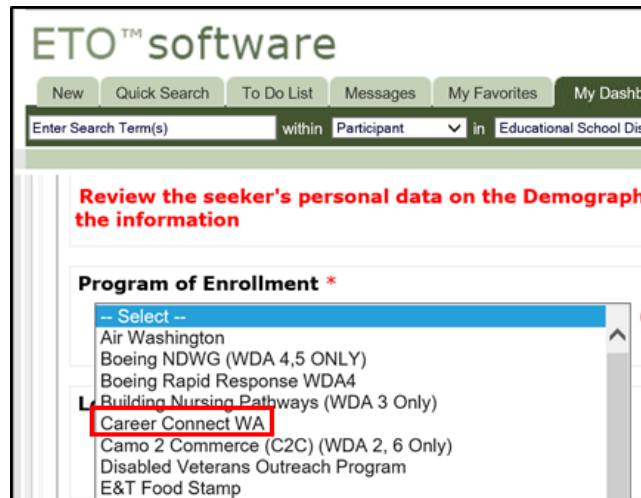 ETO™software
New Quick Search To Do List Messages My Favorites My Dashb
Enter Search Term(s) within Participant in Educational School Dis
Review the seeker's personal data on the Demograph
the information
Program of Enrollment *
-- Select --
Air Washington
Boeing NDWG (WDA 4,5 ONLY)
Boeing Rapid Response WDA4
Building Nursing Pathways (WDA 3 Only)
Career Connect WA
Camo 2 Commerce (C2C) (WDA 2, 6 Only)
Disabled Veterans Outreach Program
E&T Food Stamp